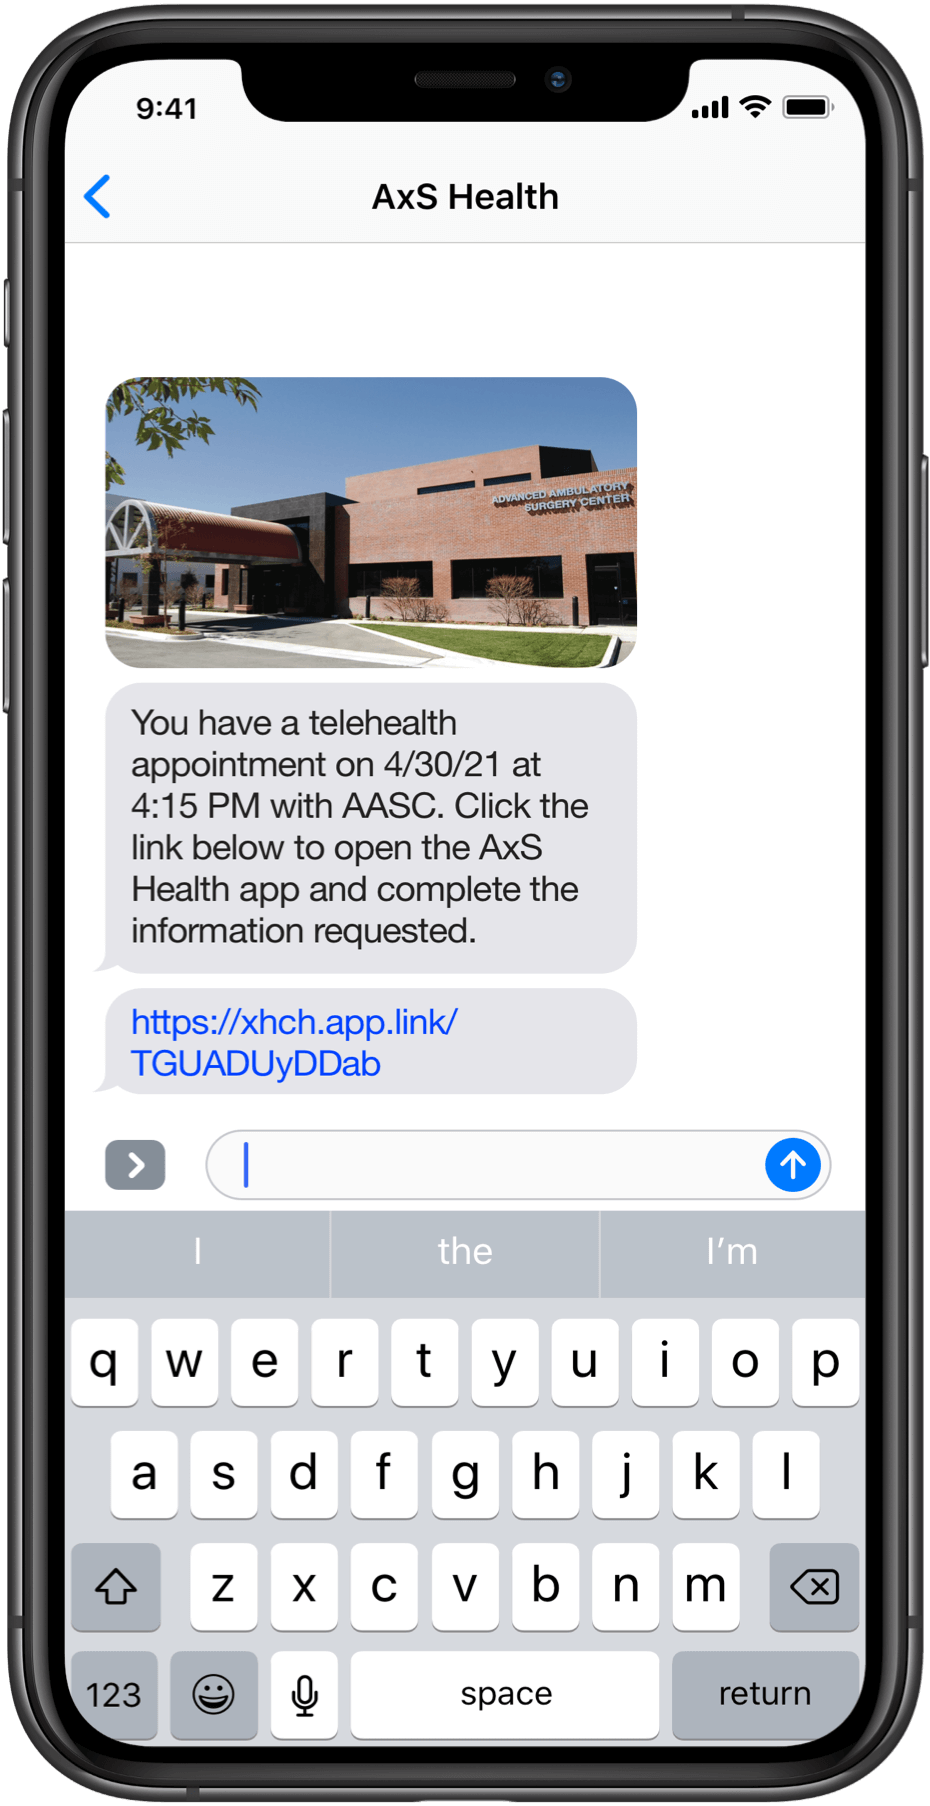 9:41
AxS Health
ADVANCED AMBULATORY
SURGERY CENTER
You have a telehealth
appointment on 4/30/21 at
4:15 PM with AASC. Click the
link below to open the AxS
Health app and complete the
information requested.
https://xhch.app.link/
TGUADUyDDab
I the I'm
q w e r t y u i o p
a s d f g h j k l
z x c v b n m
123 space return